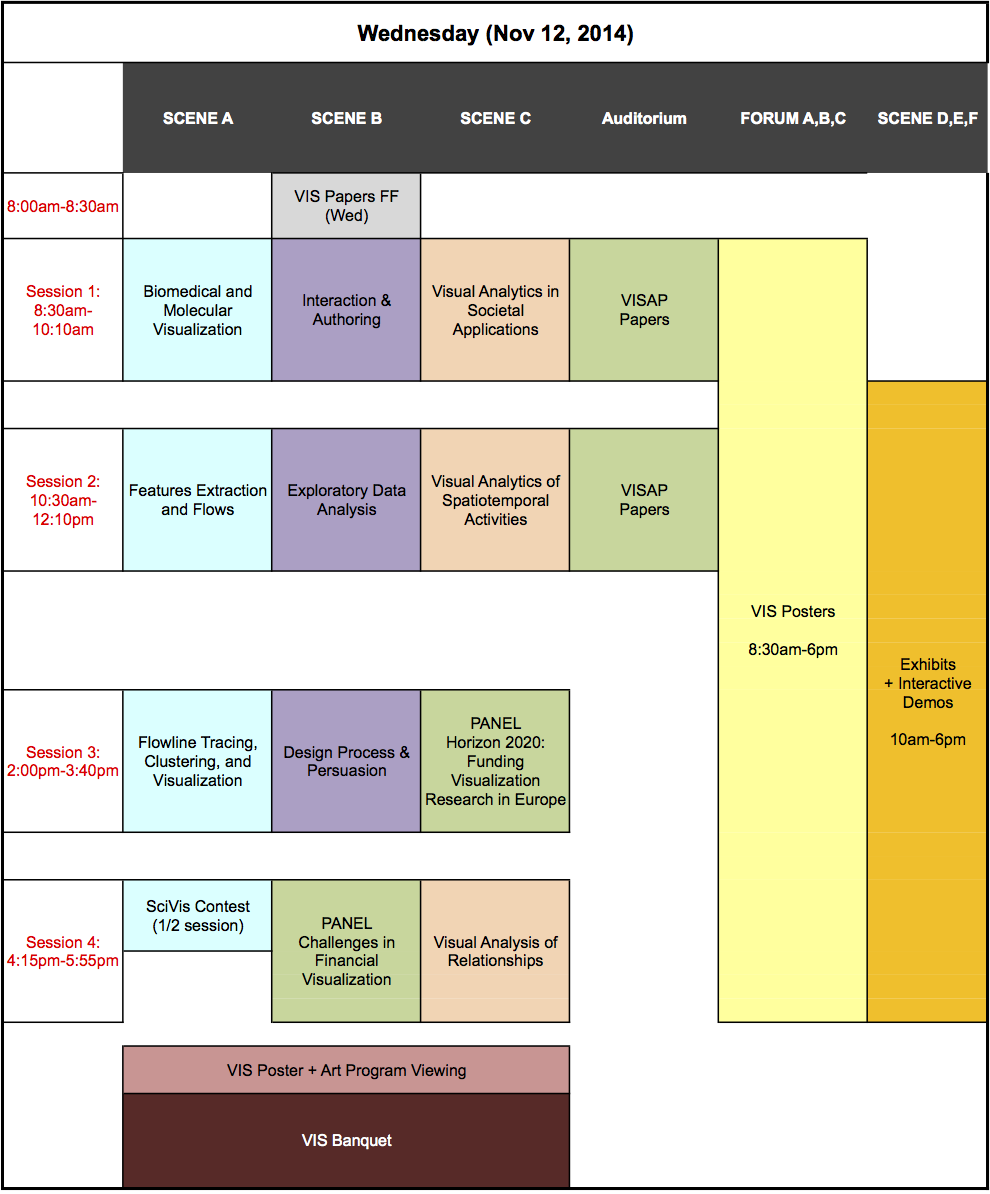 Wednesday (Nov 12, 2014)
SCENE A
SCENE B
SCENE C
Auditorium
FORUM A,B,C
SCENE D,E,F
8:00am-8:30am
VIS Papers FF
(Wed)
Session 1:
8:30am-
10:10am
Biomedical and
Molecular
Visualization
Interaction &
Authoring
Visual Analytics in
Societal
Applications
VISAP
Papers
Session 2:
10:30am-
12:10pm
Features Extraction
and Flows
Exploratory Data
Analysis
Visual Analytics of
Spatiotemporal
Activities
VISAP
Papers
VIS Posters
8:30am-6pm
Exhibits
+ Interactive
Demos
10am-6pm
Session 3:
2:00pm-3:40pm
Flowline Tracing,
Clustering, and
Visualization
Design Process &
Persuasion
PANEL
Horizon 2020:
Funding
Visualization
Research in Europe
Session 4:
4:15pm-5:55pm
SciVis Contest
(1/2 session)
PANEL
Challenges in
Financial
Visualization
Visual Analysis of
Relationships
VIS Poster + Art Program Viewing
VIS Banquet